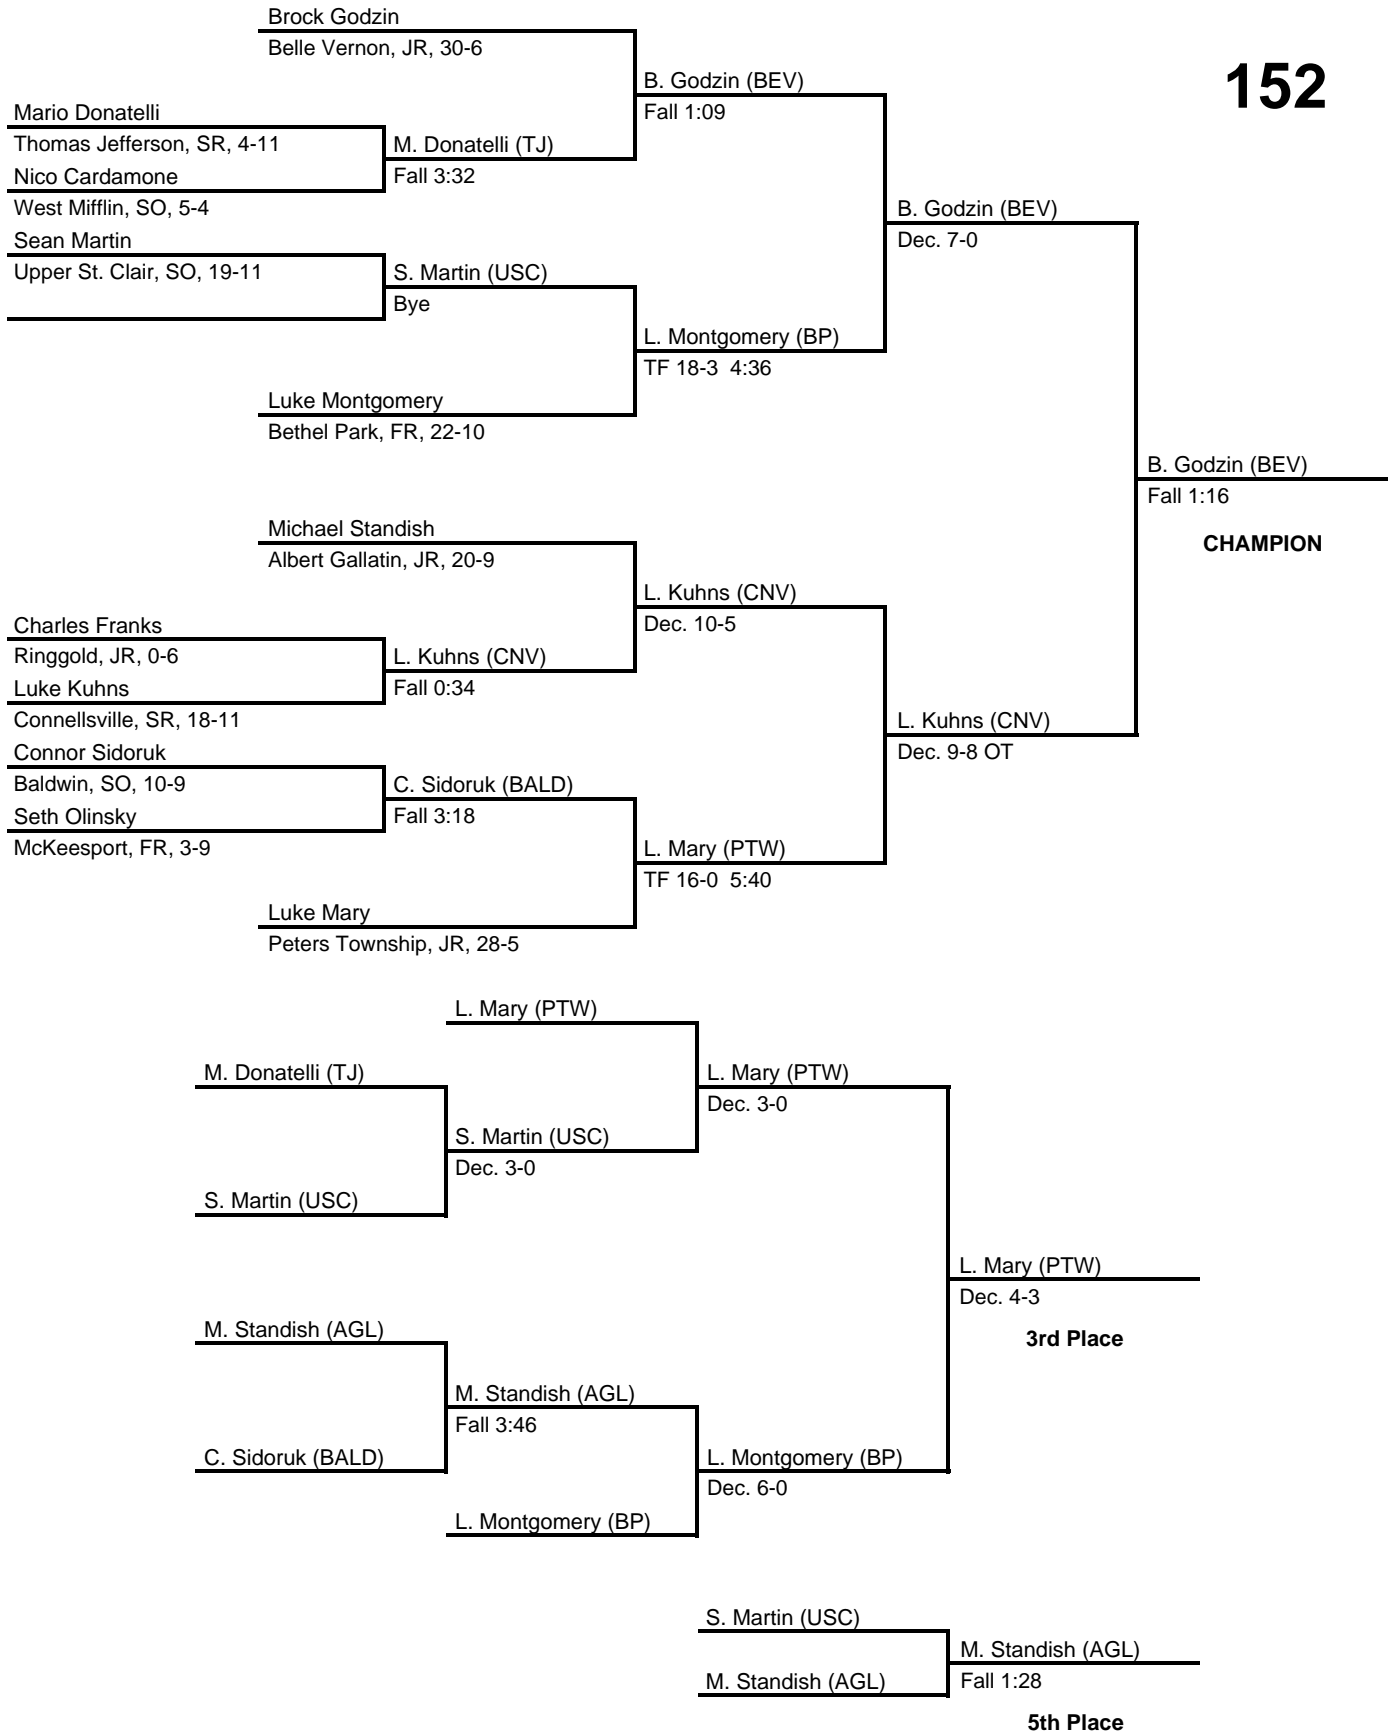 152
Brock Godzin
Belle Vernon, JR, 30-6
B. Godzin (BEV)
Fall 1:09
Mario Donatelli
Thomas Jefferson, SR, 4-11
M. Donatelli (TJ)
Fall 3:32
Nico Cardamone
West Mifflin, SO, 5-4
B. Godzin (BEV)
Dec. 7-0
Sean Martin
Upper St. Clair, SO, 19-11
S. Martin (USC)
Bye
L. Montgomery (BP)
TF 18-3 4:36
Luke Montgomery
Bethel Park, FR, 22-10
B. Godzin (BEV)
Fall 1:16
CHAMPION
Michael Standish
Albert Gallatin, JR, 20-9
L. Kuhns (CNV)
Dec. 10-5
Charles Franks
Ringgold, JR, 0-6
L. Kuhns (CNV)
Fall 0:34
Luke Kuhns
Connellsville, SR, 18-11
L. Kuhns (CNV)
Dec. 9-8 OT
Connor Sidoruk
Baldwin, SO, 10-9
C. Sidoruk (BALD)
Fall 3:18
Seth Olinsky
McKeesport, FR, 3-9
L. Mary (PTW)
TF 16-0 5:40
Luke Mary
Peters Township, JR, 28-5
L. Mary (PTW)
M. Donatelli (TJ)
L. Mary (PTW)
Dec. 3-0
S. Martin (USC)
Dec. 3-0
S. Martin (USC)
L. Mary (PTW)
Dec. 4-3
3rd Place
M. Standish (AGL)
M. Standish (AGL)
Fall 3:46
C. Sidoruk (BALD)
L. Montgomery (BP)
Dec. 6-0
L. Montgomery (BP)
S. Martin (USC)
M. Standish (AGL)
Fall 1:28
M. Standish (AGL)
5th Place